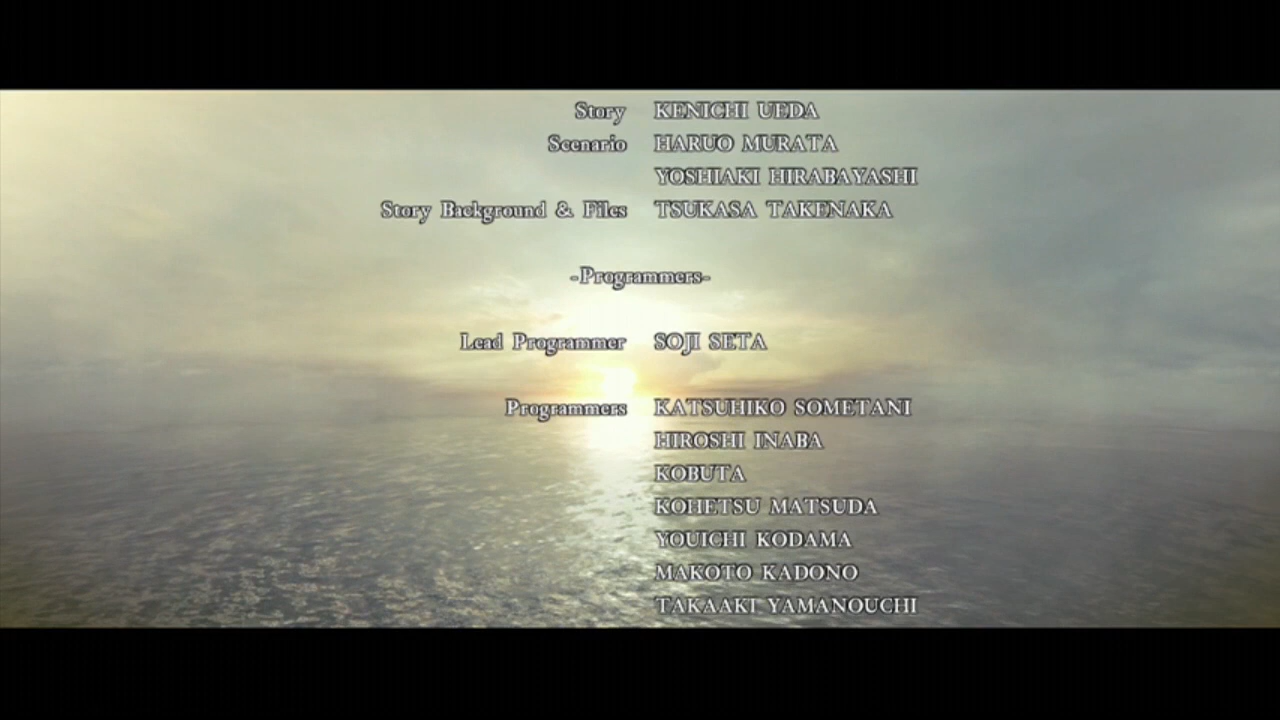 Story KENICHI UEDA
Scenario HARUO MURATA
YOSHIAKI HIRABAYASHI
Story Background & Files TSUKASA TAKENAKA
-Programmers-
Lead Programmer SOJI SETA
Programmers KATSUHIKO SOMETANI
HIROSHI INABA
KOBUTA
KOHETSU MATSUDA
YOUICHI KODAMA
MAKOTO KADONO
TAKAAKI YAMANOUCHI